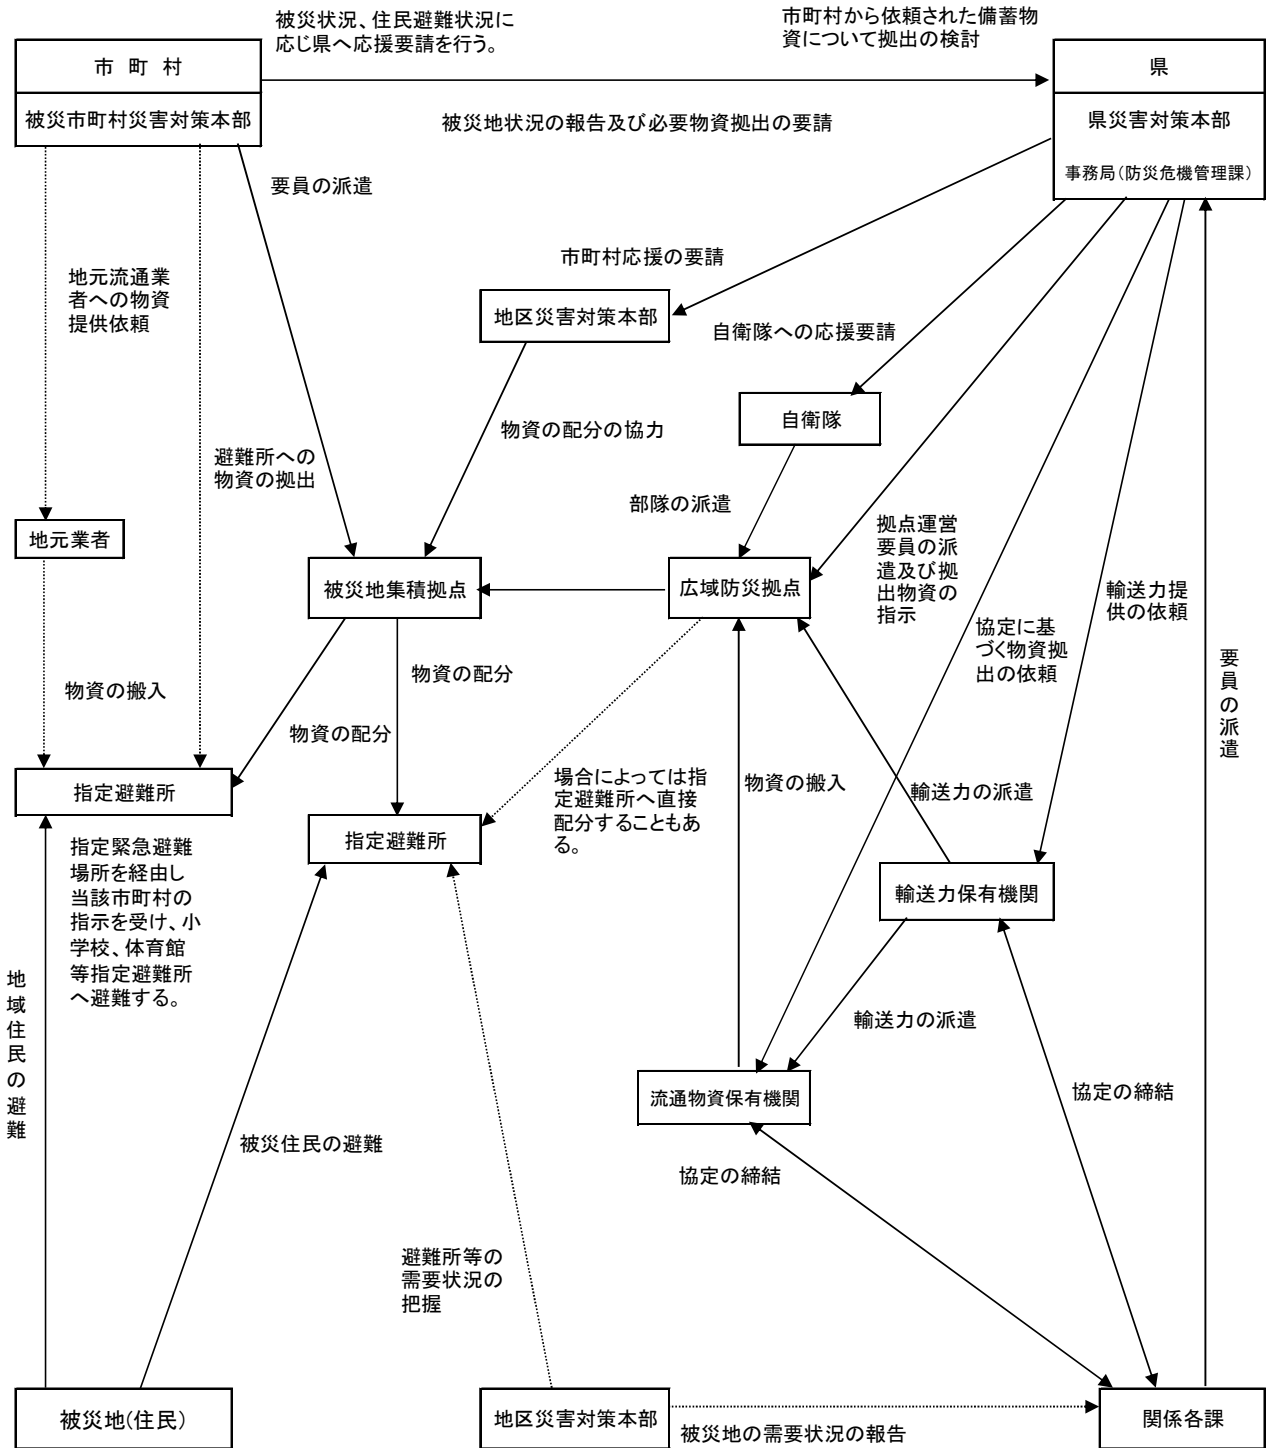 被災状況、住民避難状況に
応じ県へ応援要請を行う。
市町村から依頼された備蓄物
資について拠出の検討
市 町 村
被災市町村災害対策本部
県
県災害対策本部
事務局(防災危機管理課)
被災地状況の報告及び必要物資拠出の要請
要員の派遣
市町村応援の要請
地元流通業
者への物資
提供依頼
地区災害対策本部
自衛隊への応援要請
自衛隊
物資の配分の協力
避難所への
物資の拠出
部隊の派遣
地元業者
拠点運営
要員の派
遣及び拠
出物資の
指示
被災地集積拠点
広域防災拠点
輸送力提
供の依頼
協定に基
づく物資拠
出の依頼
要員の派遣
物資の配分
物資の搬入
物資の配分
指定避難所
場合によっては指
定避難所へ直接
配分することもあ
る。
物資の搬入
輸送力の派遣
指定避難所
指定緊急避難
場所を経由し
当該市町村の
指示を受け、小
学校、体育館
等指定避難所
へ避難する。
輸送力保有機関
地域住民の避難
輸送力の派遣
流通物資保有機関
協定の締結
被災住民の避難
協定の締結
避難所等の
需要状況の
把握
被災地(住民)
地区災害対策本部
被災地の需要状況の報告
関係各課